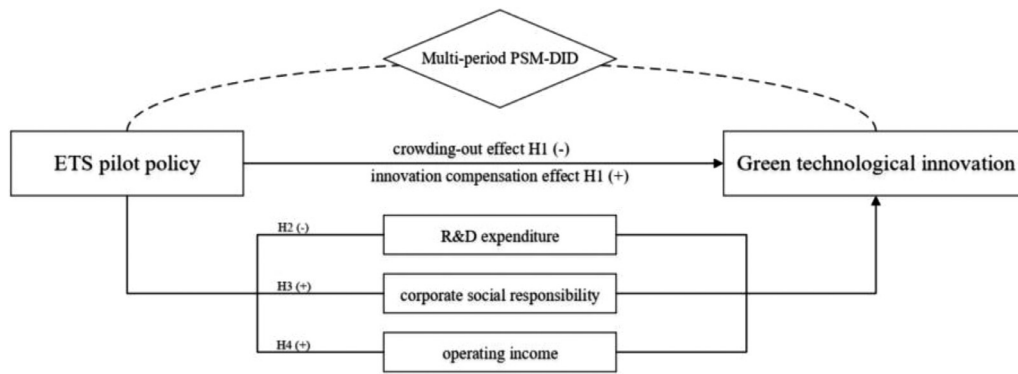 Multi-period PSM-DID
ETS pilot policy
crowding-out effect H1 (-)
innovation compensation effect H1 (+)
Green technological innovation
H2 (-)
R&D expenditure
H3 (+)
corporate social responsibility
H4 (+)
operating income